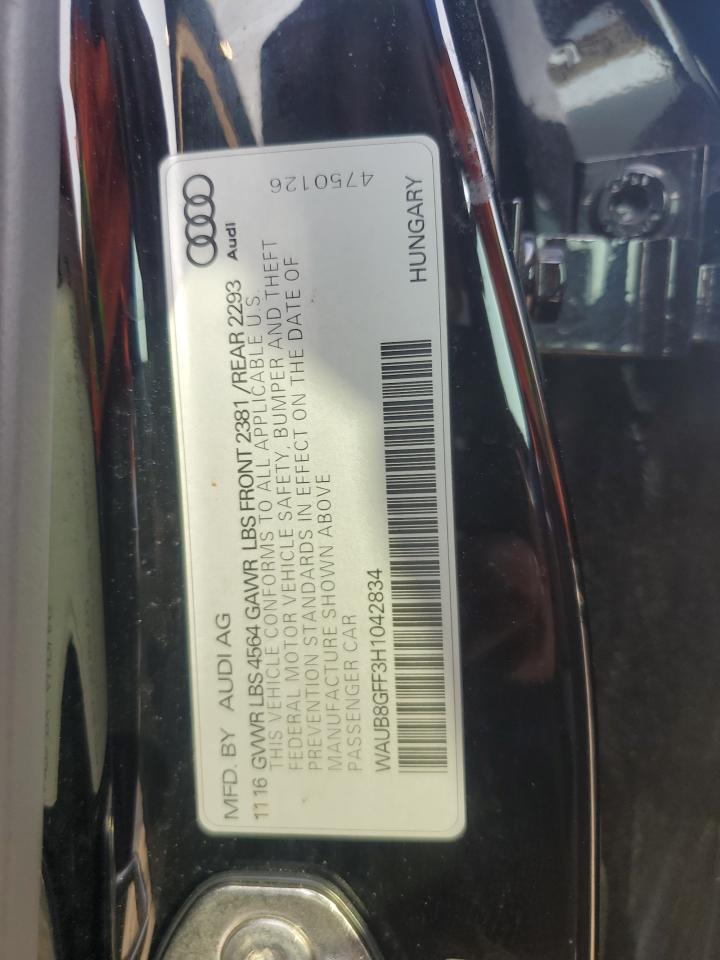 MFD. BY AUDI AG
Audi
11 16 GVWR LBS 4564 GAWR LBS FRONT 2381 /REAR 2293
THIS VEHICLE CONFORMS TO ALL APPLICABLE U.S.
FEDERAL MOTOR VEHICLE SAFETY, BUMPER AND THEFT
PREVENTION STANDARDS IN EFFECT ON THE DATE OF
MANUFACTURE SHOWN ABOVE
PASSENGER CAR
4750126
WAUB8GFF3H1042834
HUNGARY